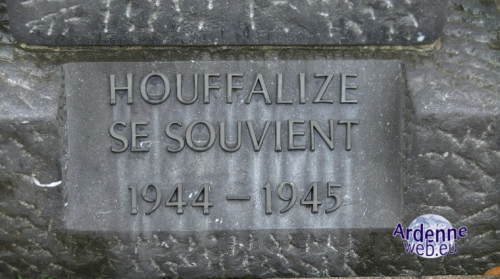 HOUFFALIZE
SE SOUVIENT
1944 – 1945
Ardenne
web.eu